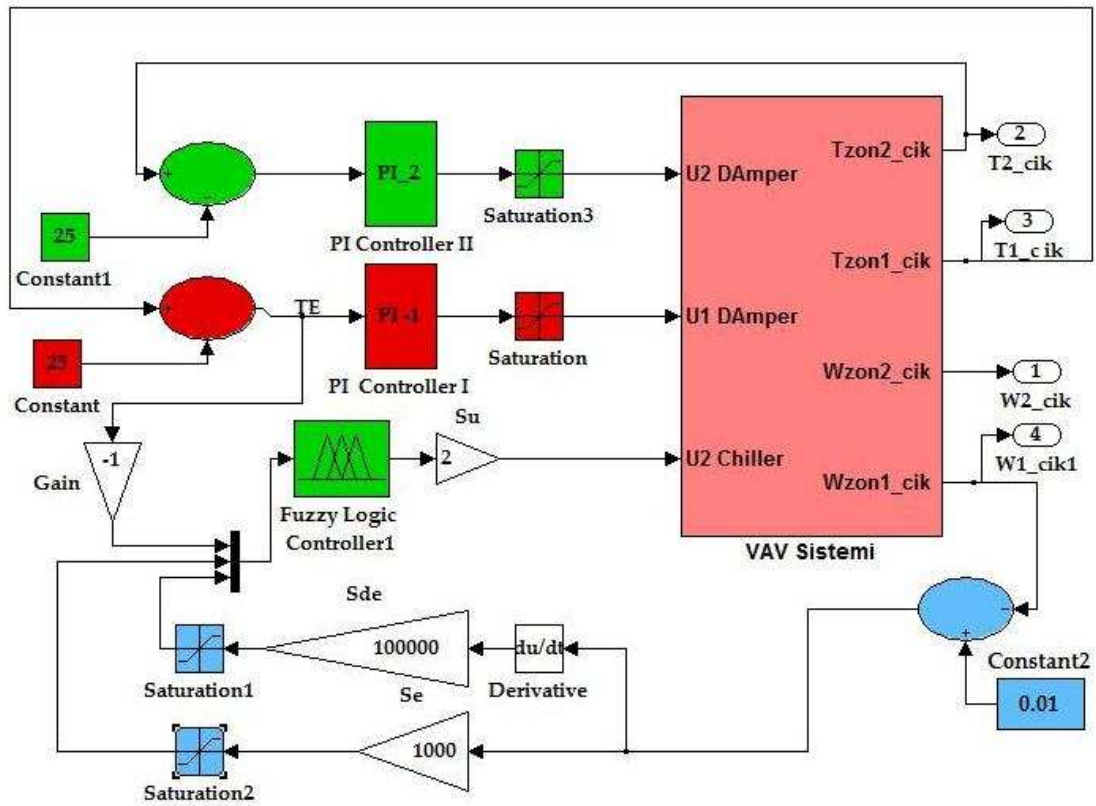 2
T2_cik
Tzon2_cik
PI_2
U2 DAmper
Saturation3
25
PI Controller II
3
T1_c ik
Constant1
Tzon1_cik
TE
PI -1
U1 DAmper
Saturation
25
PI Controller I
Constant
Wzon2_cik
1
W2_cik
Su
4
W1_cik1
-1
Gain
2
U2 Chiller
Wzon1_cik
Fuzzy Logic
Controller1
VAV Sistemi
Sde
100000
du/dt
Saturation1
Derivative
Constant2
Se
0.01
1000
Saturation2